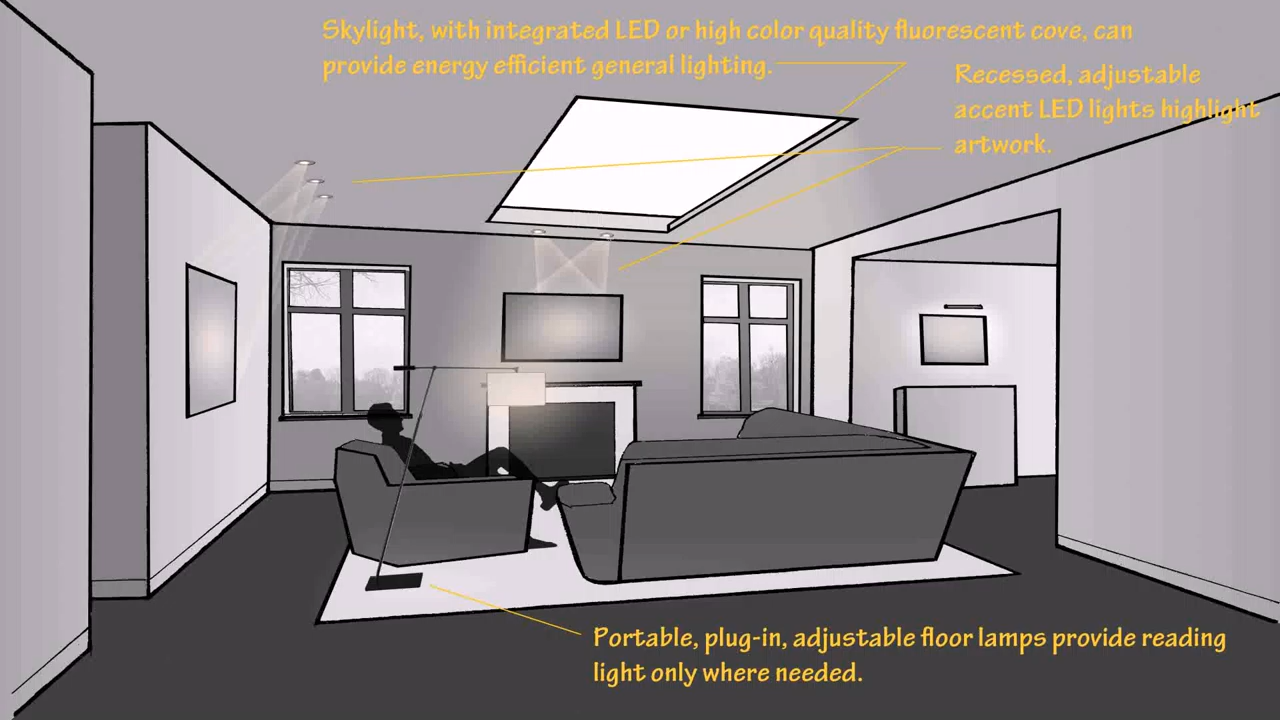 Skylight, with integrated LED or high color quality fluorescent cove, can
provide energy efficient general lighting.
Recessed, adjustable
accent LED lights highlight
artwork.
Portable, plug-in, adjustable floor lamps provide reading
light only where needed.